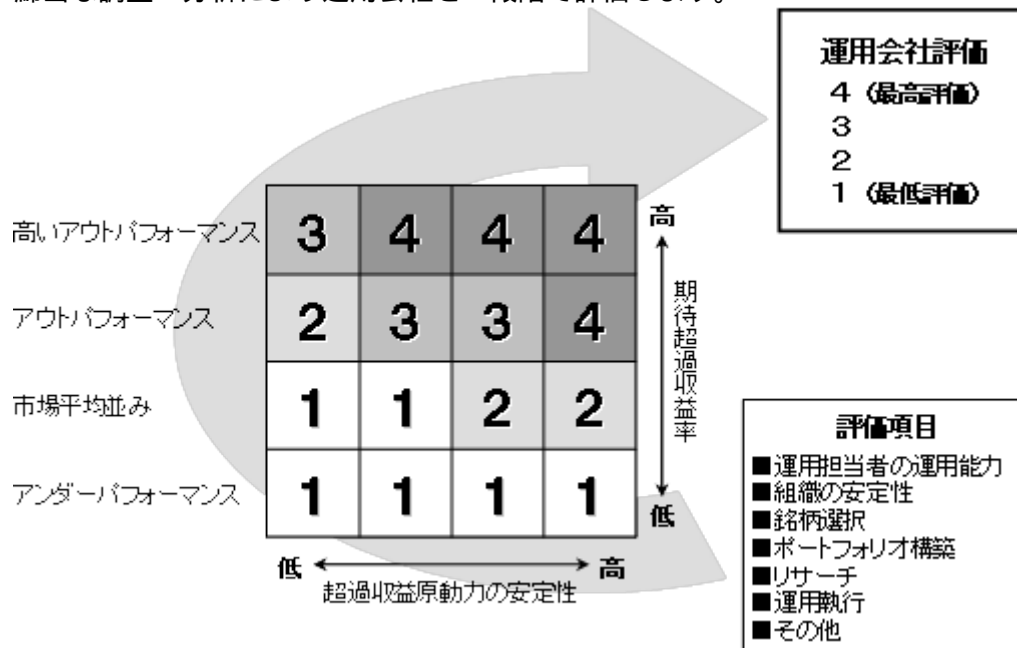 運用会社評価
4 (最高評価)
3
2
1 (最低評価)
高いアウトパフォーマンス 3 4 4 4
アウトパフォーマンス 2 3 3 4
市場平均並み 1 1 2 2
アンダーパフォーマンス 1 1 1 1
高
期待超過収益率
低
低 高
超過収益原動力の安定性
評価項目
■運用担当者の運用能力
■組織の安定性
■銘柄選択
■ポートフォリオ構築
■リサーチ
■運用執行
■その他